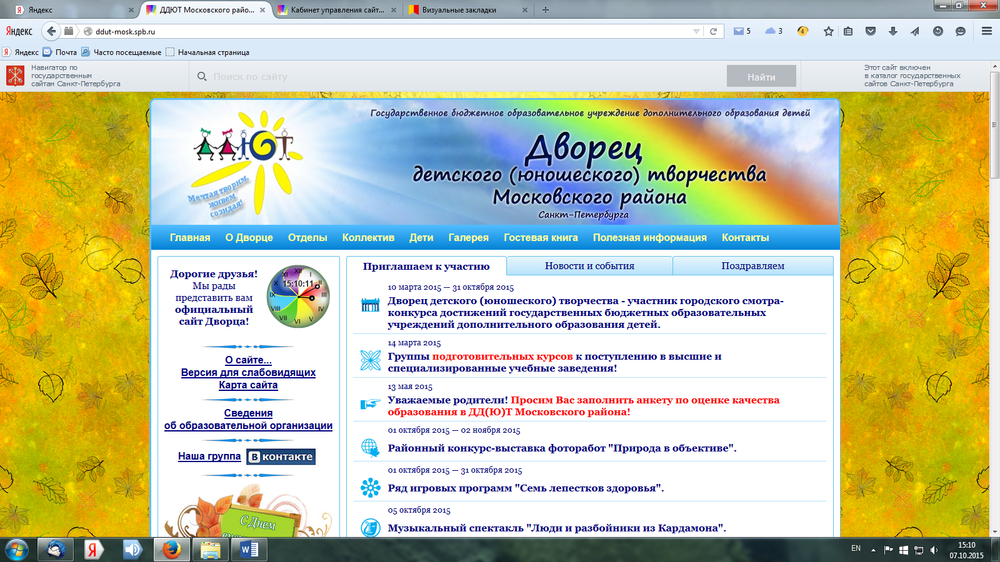 Яндекс
ДДЮТ Московского райо...
Кабинет управления сайт...
Визуальные закладки
Яндекс
ddut-mosk.spb.ru
5
3
4
Яндекс
Почта
Часто посещаемые
Начальная страница
Навигатор по
государственным
сайтам Санкт-Петербурга
Поиск по сайту
Найти
Этот сайт включен
в каталог государственных
сайтов Санкт-Петербурга
Государственное бюджетное образовательное учреждение дополнительного образования детей
ДДЮТ
Дворец
детского (юношеского) творчества
Московского района
Санкт-Петербурга
Мечтая творим,
живем
созидая!
Главная О Дворце Отделы Коллектив Дети Галерея Гостевая книга Полезная информация Контакты
Дорогие друзья!
Мы рады
представить вам
официальный
сайт Дворца!
XII I II III IV V VI VII VIII IX X XI
15:10:11
О сайте...
Версия для слабовидящих
Карта сайта
Сведения
об образовательной организации
Наша группа
В контакте
С Днем
Приглашаем к участию
Новости и события
Поздравляем
10 марта 2015 — 31 октября 2015
Дворец детского (юношеского) творчества - участник городского смотра-
конкурса достижений государственных бюджетных образовательных
учреждений дополнительного образования детей.
14 марта 2015
Группы подготовительных курсов к поступлению в высшие и
специализированные учебные заведения!
13 мая 2015
Уважаемые родители! Просим Вас заполнить анкету по оценке качества
образования в ДД(Ю)Т Московского района!
01 октября 2015 — 02 ноября 2015
Районный конкурс-выставка фоторабот "Природа в объективе".
01 октября 2015 — 31 октября 2015
Ряд игровых программ "Семь лепестков здоровья".
05 октября 2015
Музыкальный спектакль "Люди и разбойники из Кардамона".
EN
15:10
07.10.2015